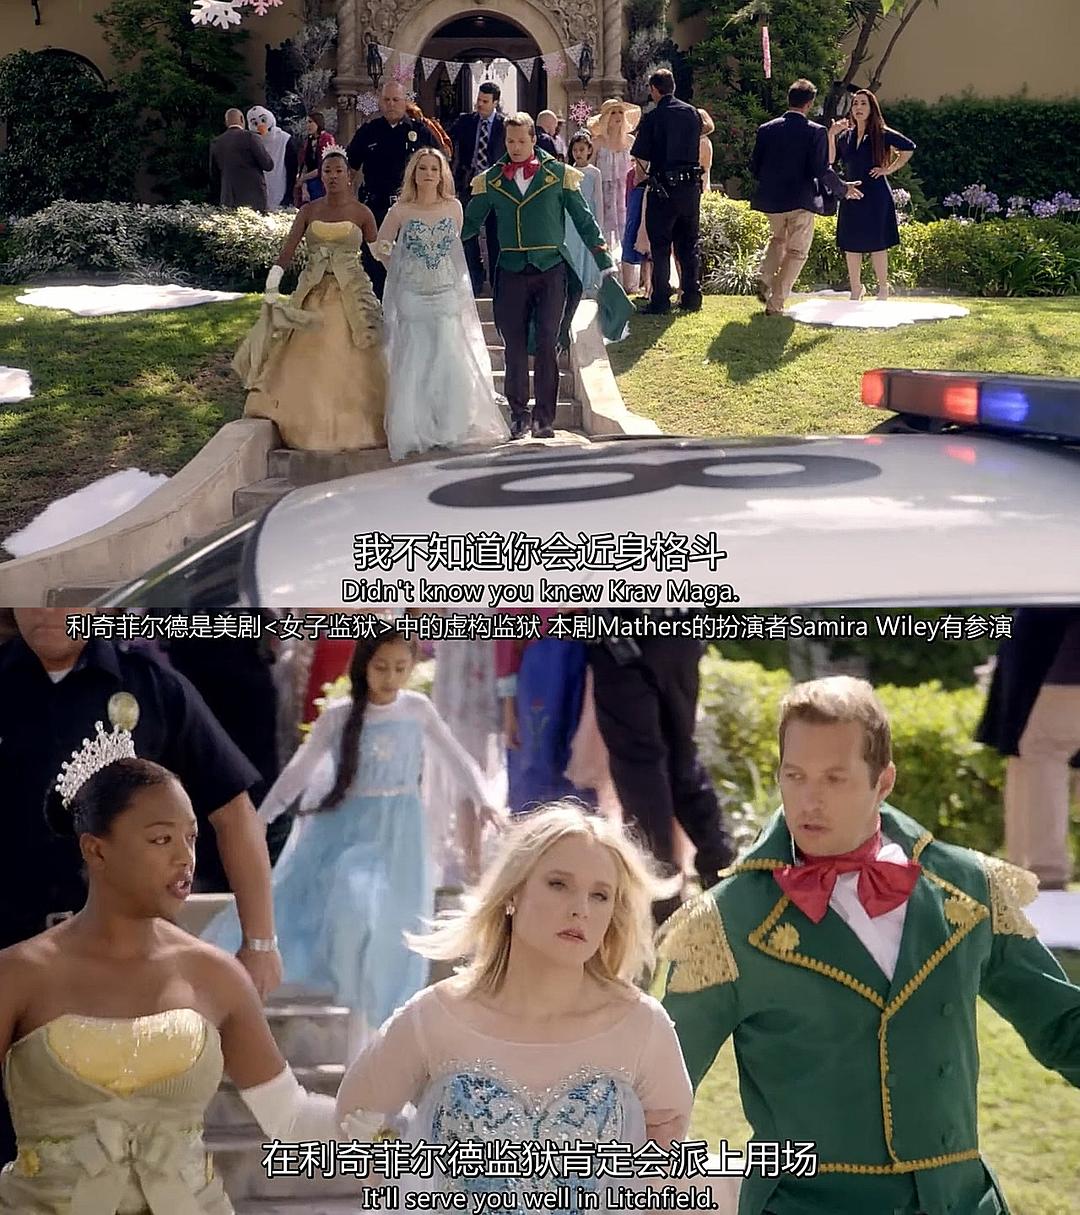 8
我不知道你会近身格斗
Didn't know you knew Krav Maga.
利奇菲尔德是美剧<女子监狱>中的虚构监狱 本剧Mathers的扮演者Samira Wiley有参演
在利奇菲尔德监狱肯定会派上用场
It'll serve you well in Litchfield.